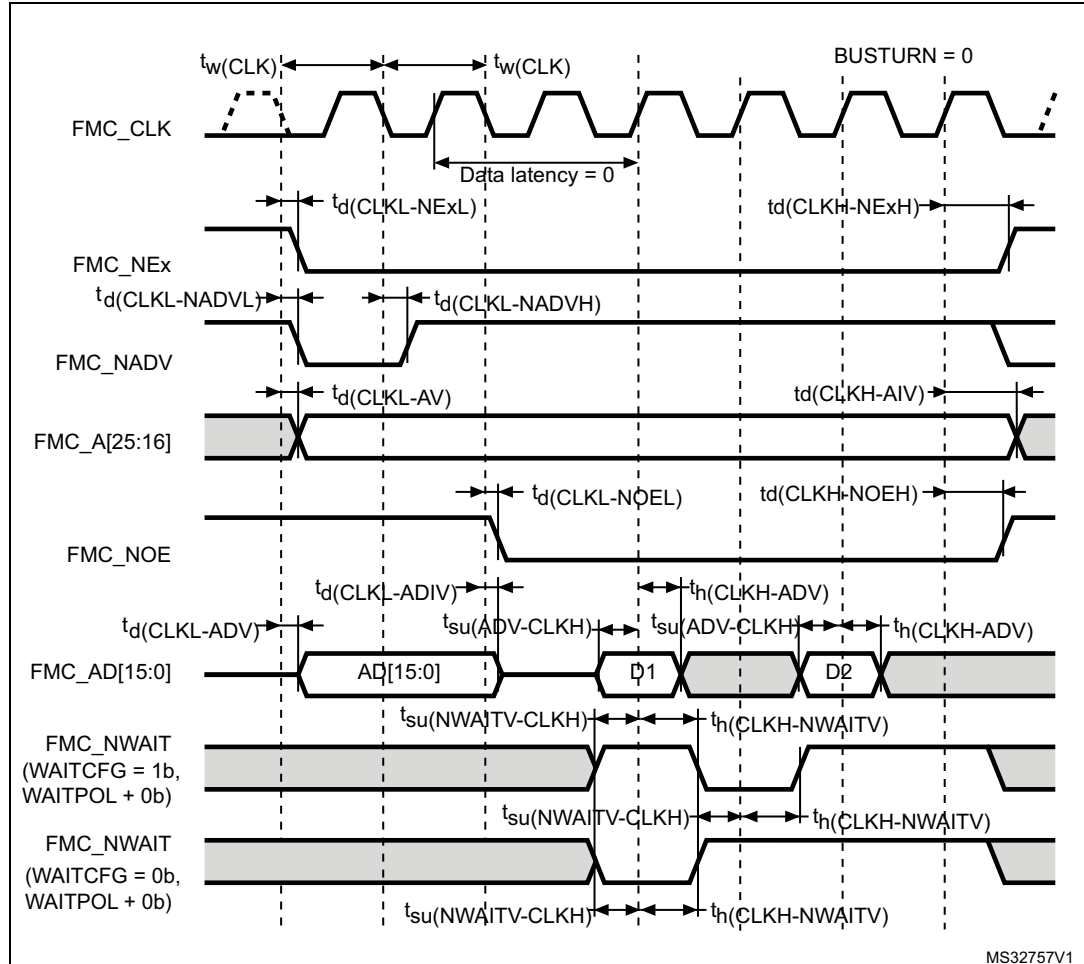 BUSTURN = 0
tw(CLK) tw(CLK)
FMC_CLK
Data latency = 0
td(CLKL-NExL) td(CLKH-NExH)
FMC_NEx
td(CLKL-NADVL) td(CLKL-NADVH)
FMC_NADV
td(CLKL-AV) td(CLKH-AIV)
FMC_A[25:16]
td(CLKL-NOEL) td(CLKH-NOEH)
FMC_NOE
td(CLKL-ADIV) th(CLKH-ADV)
td(CLKL-ADV) tsu(ADV-CLKH) tsu(ADV-CLKH) th(CLKH-ADV)
FMC_AD[15:0] AD[15:0] D1 D2
tsu(NWAITV-CLKH) th(CLKH-NWAITV)
FMC_NWAIT
(WAITCFG = 1b,
WAITPOL + 0b)
tsu(NWAITV-CLKH) th(CLKH-NWAITV)
FMC_NWAIT
(WAITCFG = 0b,
WAITPOL + 0b)
tsu(NWAITV-CLKH) th(CLKH-NWAITV)
MS32757V1